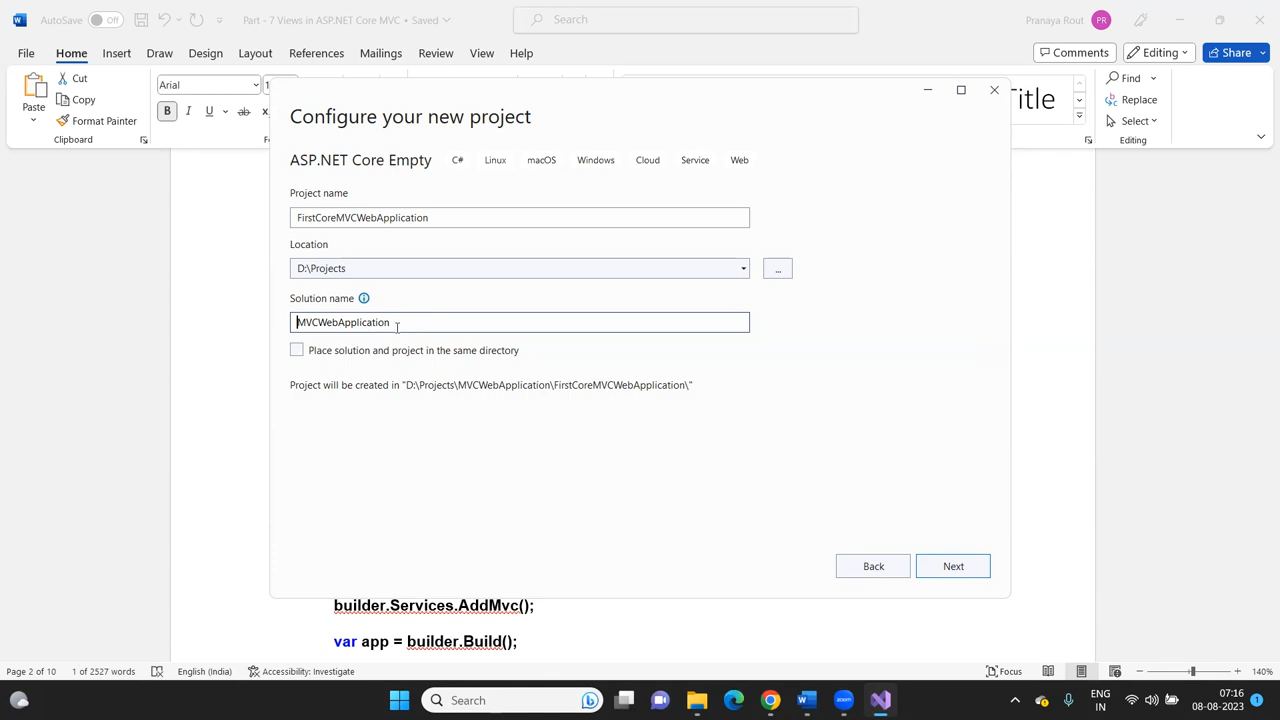 AutoSave Off Part - 7 Views in ASP.NET Core MVC • Saved Search Pranaya Rout PR
File Home Insert Draw Design Layout References Mailings Review View Help Comments Editing Share
Paste Cut Copy Format Painter Clipboard
Arial 1
B I U ab x
Title
Find Replace Select Editing
Configure your new project
ASP.NET Core Empty C# Linux macOS Windows Cloud Service Web
Project name
FirstCoreMVCWebApplication
Location
D:\Projects ...
Solution name
MVCWebApplication
Place solution and project in the same directory
Project will be created in "D:\Projects\MVCWebApplication\FirstCoreMVCWebApplication\"
Back Next
builder.Services.AddMvc();
var app = builder.Build();
Page 2 of 10 1 of 2527 words English (India) Accessibility: Investigate Focus 140%
Search zoom ENG 07:16
IN 08-08-2023 1